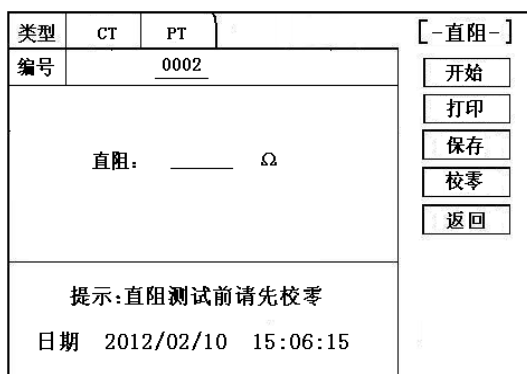 类型 CT PT
编号 0002
直阻: Ω
提示:直阻测试前请先校零
日期 2012/02/10 15:06:15
[-直阻-]
开始
打印
保存
校零
返回